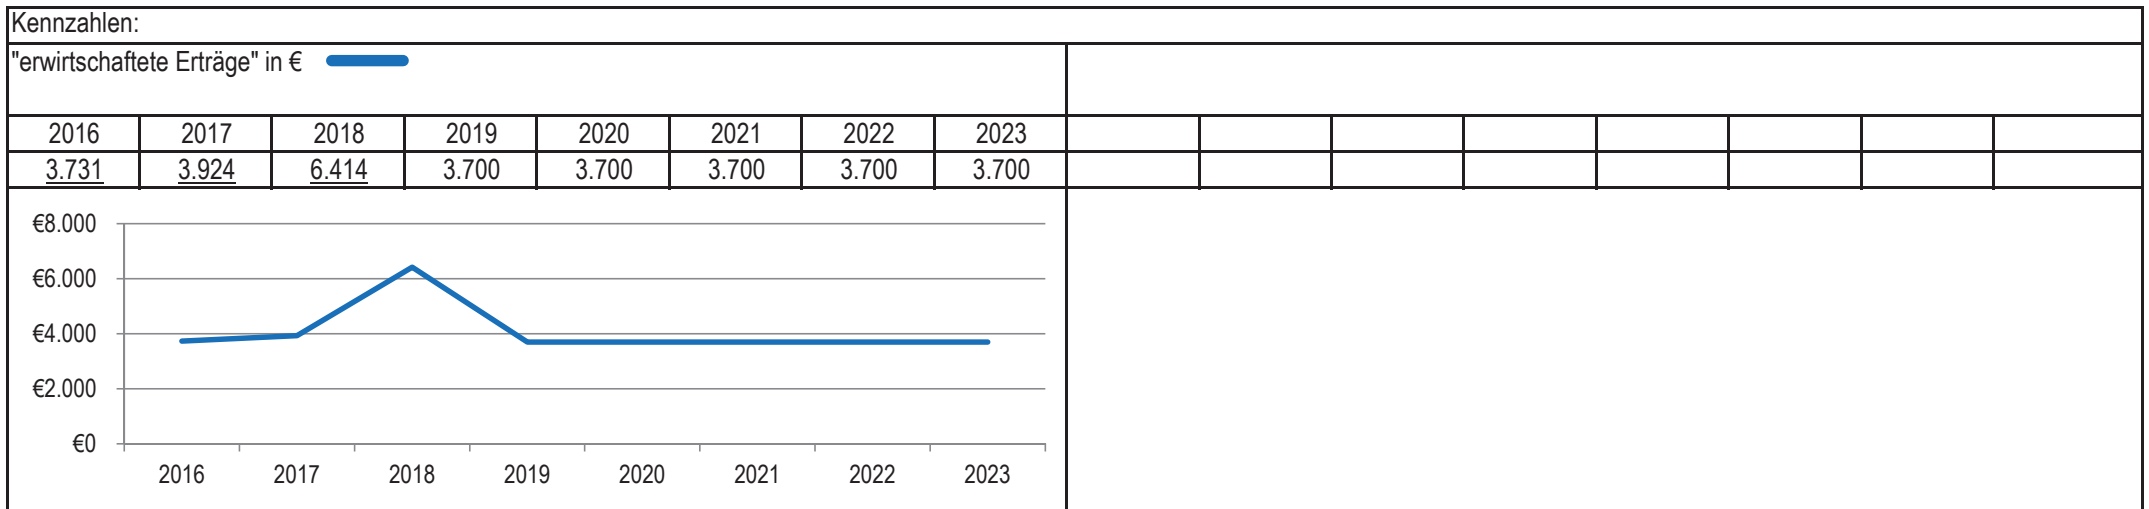 Kennzahlen:
"erwirtschaftete Erträge" in €
2016 2017 2018 2019 2020 2021 2022 2023
3.731 3.924 6.414 3.700 3.700 3.700 3.700 3.700
€8.000
€6.000
€4.000
€2.000
€0
2016 2017 2018 2019 2020 2021 2022 2023